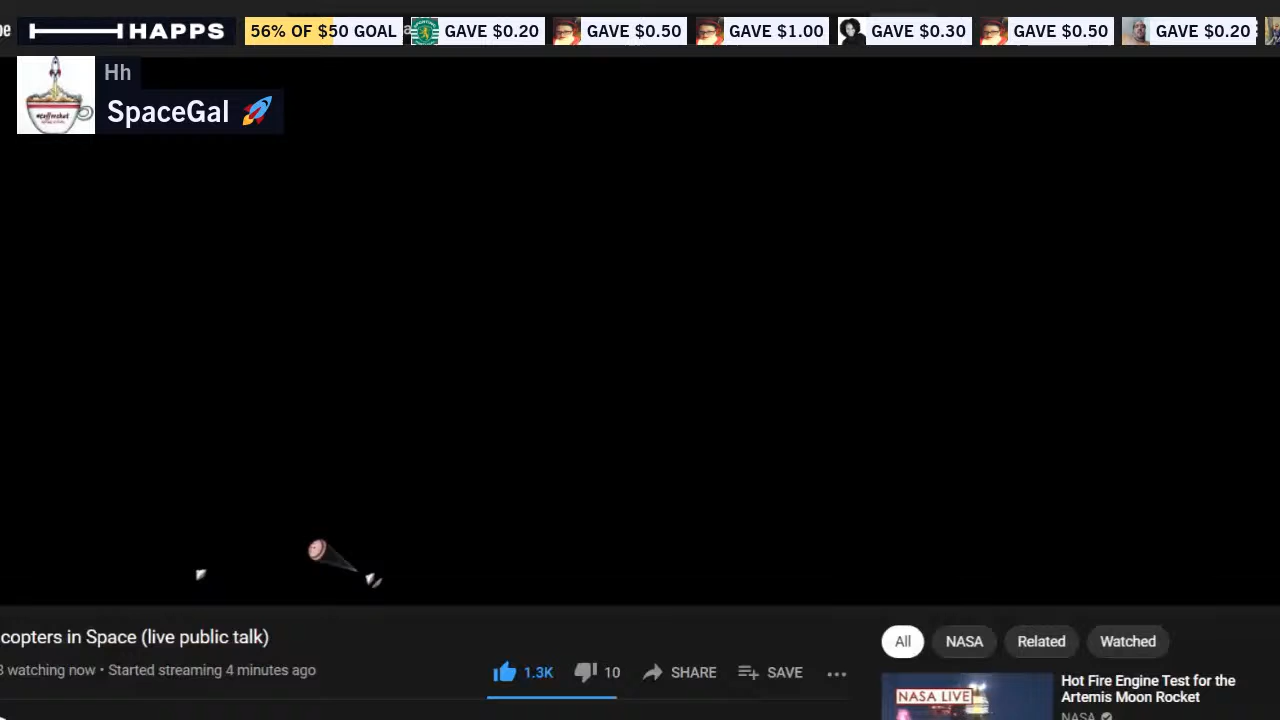 be HAPPS 56% OF $50 GOAL GAVE $0.20 GAVE $0.50 GAVE $1.00 GAVE $0.30 GAVE $0.50 GAVE $0.20
Hh
SpaceGal
copters in Space (live public talk)
3 watching now • Started streaming 4 minutes ago
1.3K 10 SHARE SAVE
All NASA Related Watched
NASA LIVE
Hot Fire Engine Test for the
Artemis Moon Rocket
NASA